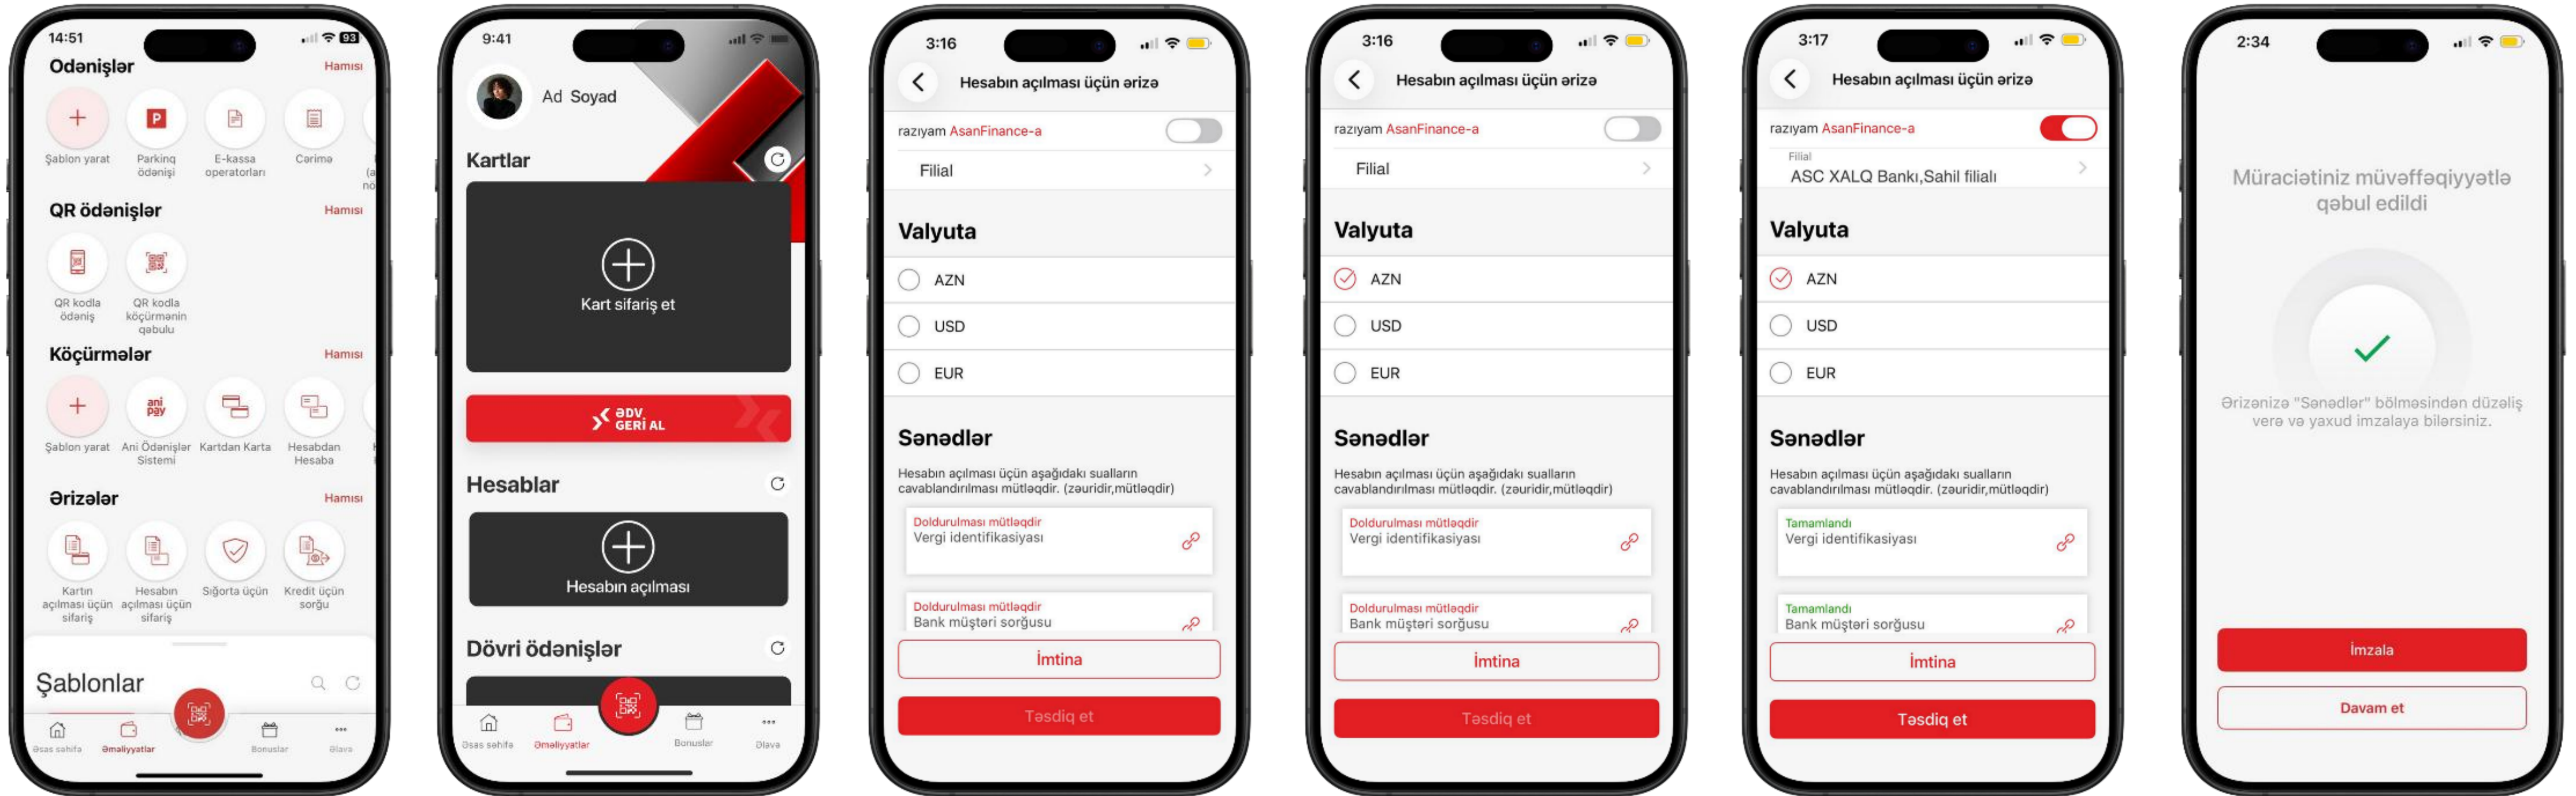 14:51
93
Ödənişlər
Hamısı
Şablon yarat
Parkinq
ödənişi
E-kassa
operatorları
Cərimə
QR ödənişlər
Hamısı
QR kodla
ödəniş
QR kodla
köçürmənin
qəbulu
Köçürmələr
Hamısı
ani
pay
Şablon yarat
Ani Ödənişlər
Sistemi
Kartdan Karta
Hesabdan
Hesaba
Ərizələr
Hamısı
Kartın
açılması üçün
sifariş
Hesabın
açılması üçün
sifariş
Sığorta üçün
Kredit üçün
sorğu
Şablonlar
Əsas səhifə
Əməliyyatlar
Bonuslar
Əlavə
9:41
Ad Soyad
Kartlar
Kart sifariş et
ƏDV
GERİ AL
Hesablar
Hesabın açılması
Dövri ödənişlər
Əsas səhifə
Əməliyyatlar
Bonuslar
Əlavə
3:16
Hesabın açılması üçün ərizə
razıyam AsanFinance-a
Filial
Valyuta
AZN
USD
EUR
Sənədlər
Hesabın açılması üçün aşağıdakı sualların
cavablandırılması mütləqdir. (zəuridir,mütləqdir)
Doldurulması mütləqdir
Vergi identifikasiyası
Doldurulması mütləqdir
Bank müştəri sorğusu
İmtina
Təsdiq et
3:16
Hesabın açılması üçün ərizə
razıyam AsanFinance-a
Filial
Valyuta
AZN
USD
EUR
Sənədlər
Hesabın açılması üçün aşağıdakı sualların
cavablandırılması mütləqdir. (zəuridir,mütləqdir)
Doldurulması mütləqdir
Vergi identifikasiyası
Doldurulması mütləqdir
Bank müştəri sorğusu
İmtina
Təsdiq et
3:17
Hesabın açılması üçün ərizə
razıyam AsanFinance-a
Filial
ASC XALQ Bankı,Sahil filialı
Valyuta
AZN
USD
EUR
Sənədlər
Hesabın açılması üçün aşağıdakı sualların
cavablandırılması mütləqdir. (zəuridir,mütləqdir)
Tamamlandı
Vergi identifikasiyası
Tamamlandı
Bank müştəri sorğusu
İmtina
Təsdiq et
2:34
Müraciətiniz müvəffəqiyyətlə
qəbul edildi
Ərizənizə "Sənədlər" bölməsindən düzəliş
verə və yaxud imzalaya bilərsiniz.
İmzala
Davam et